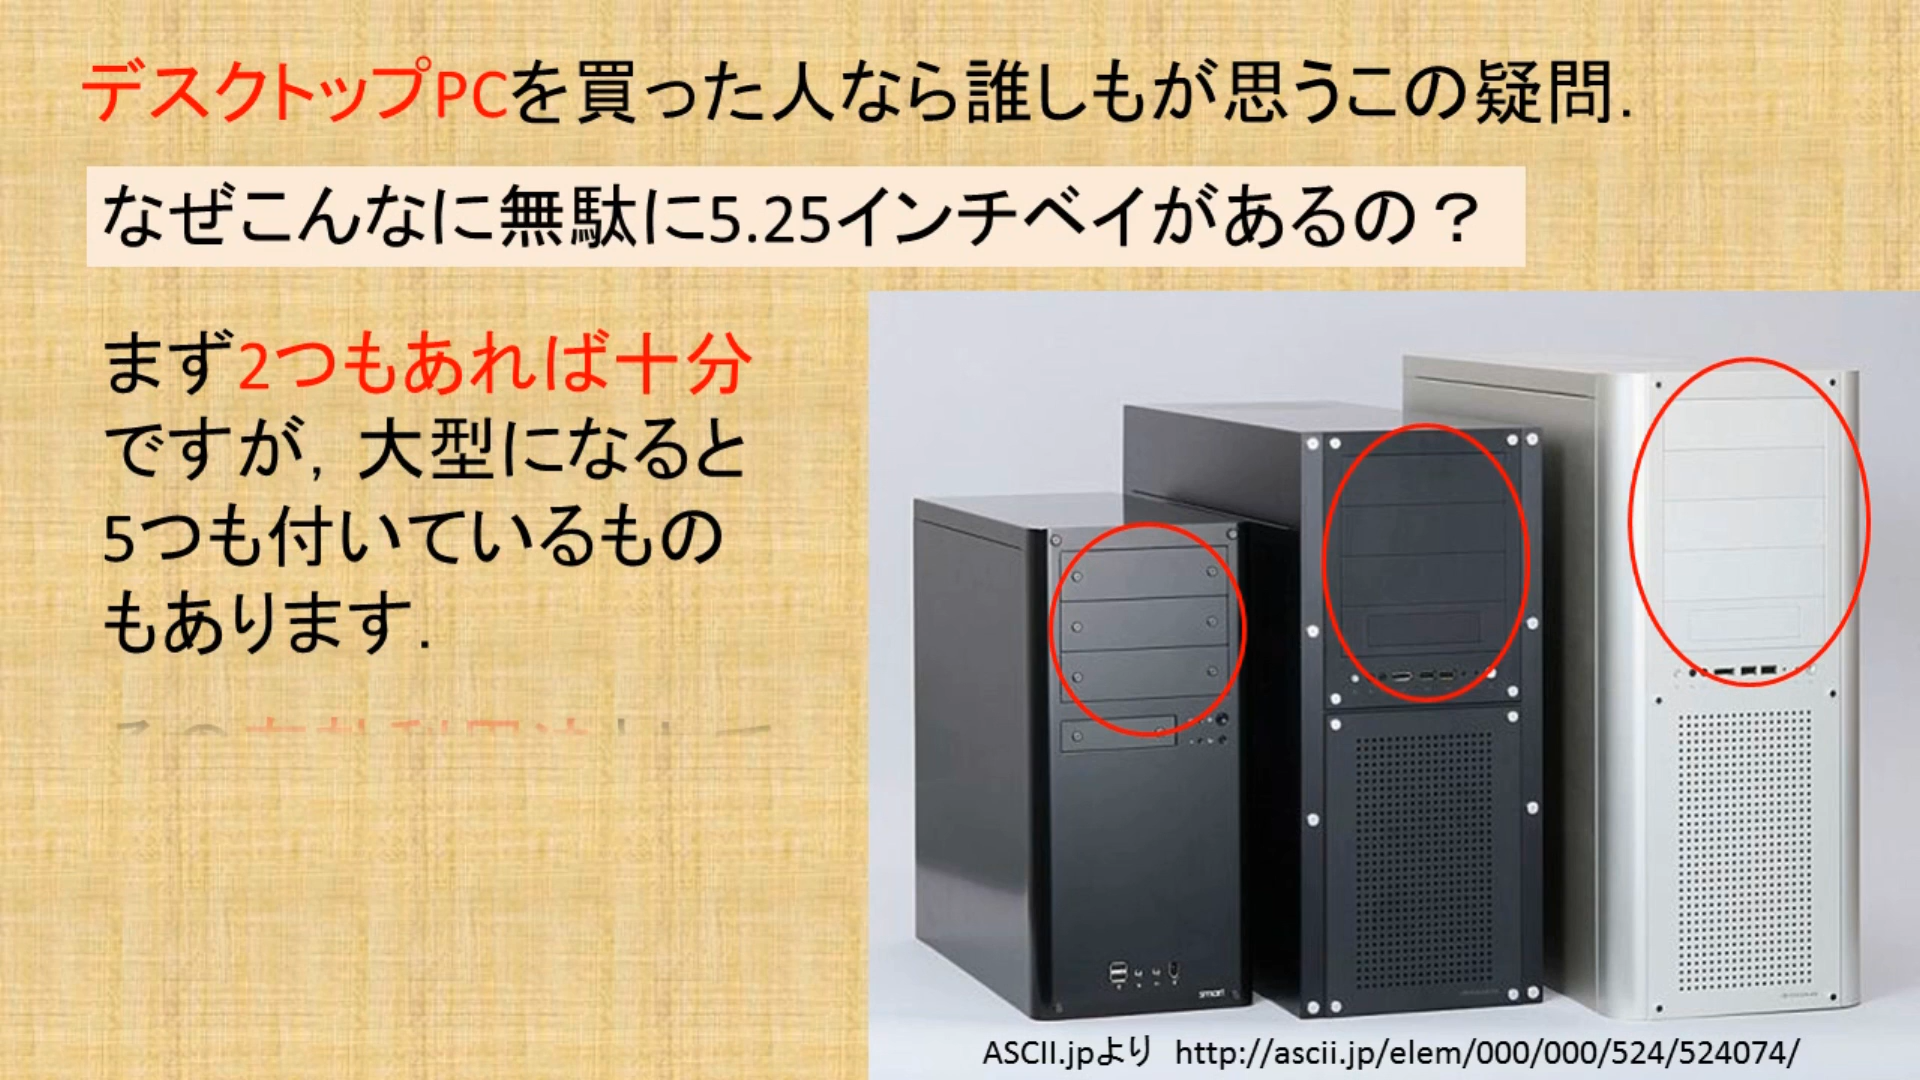 デスクトップPCを買った人なら誰しもが思うこの疑問．
なぜこんなに無駄に5.25インチベイがあるの？
まず2つもあれば十分
ですが，大型になると
5つも付いているもの
もあります．
smart
ASCII.jpより http://ascii.jp/elem/000/000/524/524074/